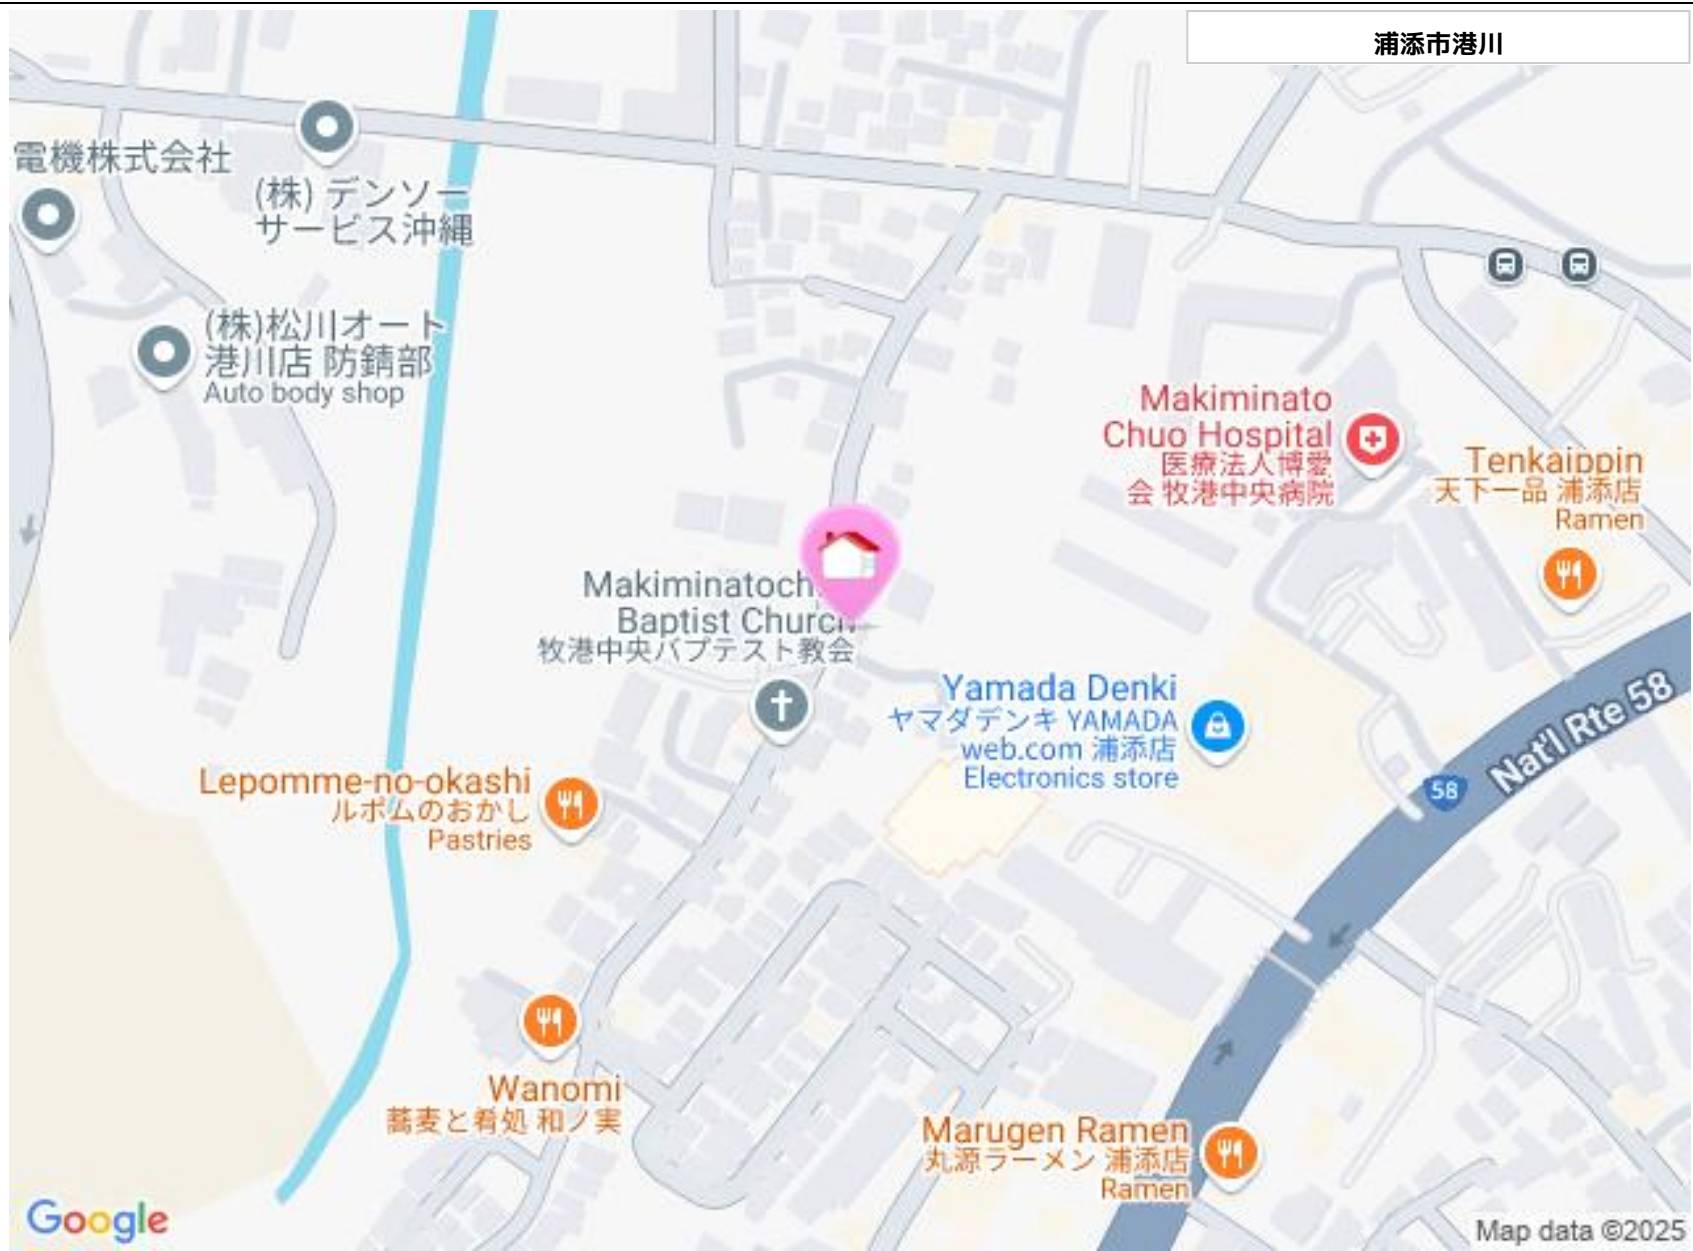 浦添市港川
電機株式会社
(株) デンソー
サービス沖縄
(株)松川オート
港川店 防錆部
Auto body shop
Makiminato
Chuo Hospital
医療法人博愛
会 牧港中央病院
Tenkaippin
天下一品 浦添店
Ramen
Makiminatoch
Baptist Church
牧港中央バプテスト教会
Yamada Denki
ヤマダデンキ YAMADA
web.com 浦添店
Electronics store
Nat'l Rte 58
58
Lepomme-no-okashi
ルポムのおかし
Pastries
Wanomi
蕎麦と肴処 和ノ実
Marugen Ramen
丸源ラーメン 浦添店
Ramen
Google
Map data ©2025